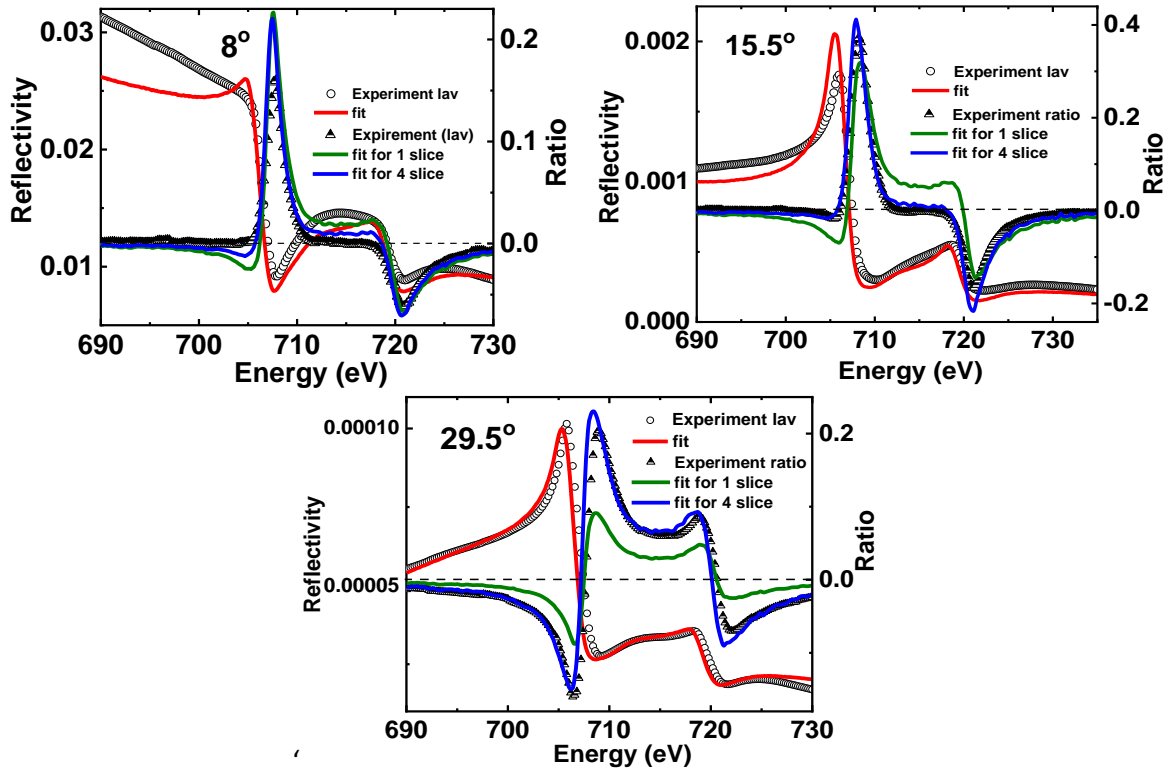 8°
0.03
0.02
0.01
Reflectivity
0.2
0.1
0.0
Ratio
Experiment Iav
fit
Expirement (Iav)
fit for 1 slice
fit for 4 slice
690 700 710 720 730
Energy (eV)
15.5°
0.002
0.001
0.000
Reflectivity
0.4
0.2
0.0
-0.2
Ratio
Experiment Iav
fit
Experiment ratio
fit for 1 slice
fit for 4 slice
690 700 710 720 730
Energy (eV)
29.5°
0.00010
0.00005
Reflectivity
0.2
0.0
Ratio
Experiment Iav
fit
Experiment ratio
fit for 1 slice
fit for 4 slice
690 700 710 720 730
Energy (eV)
‘